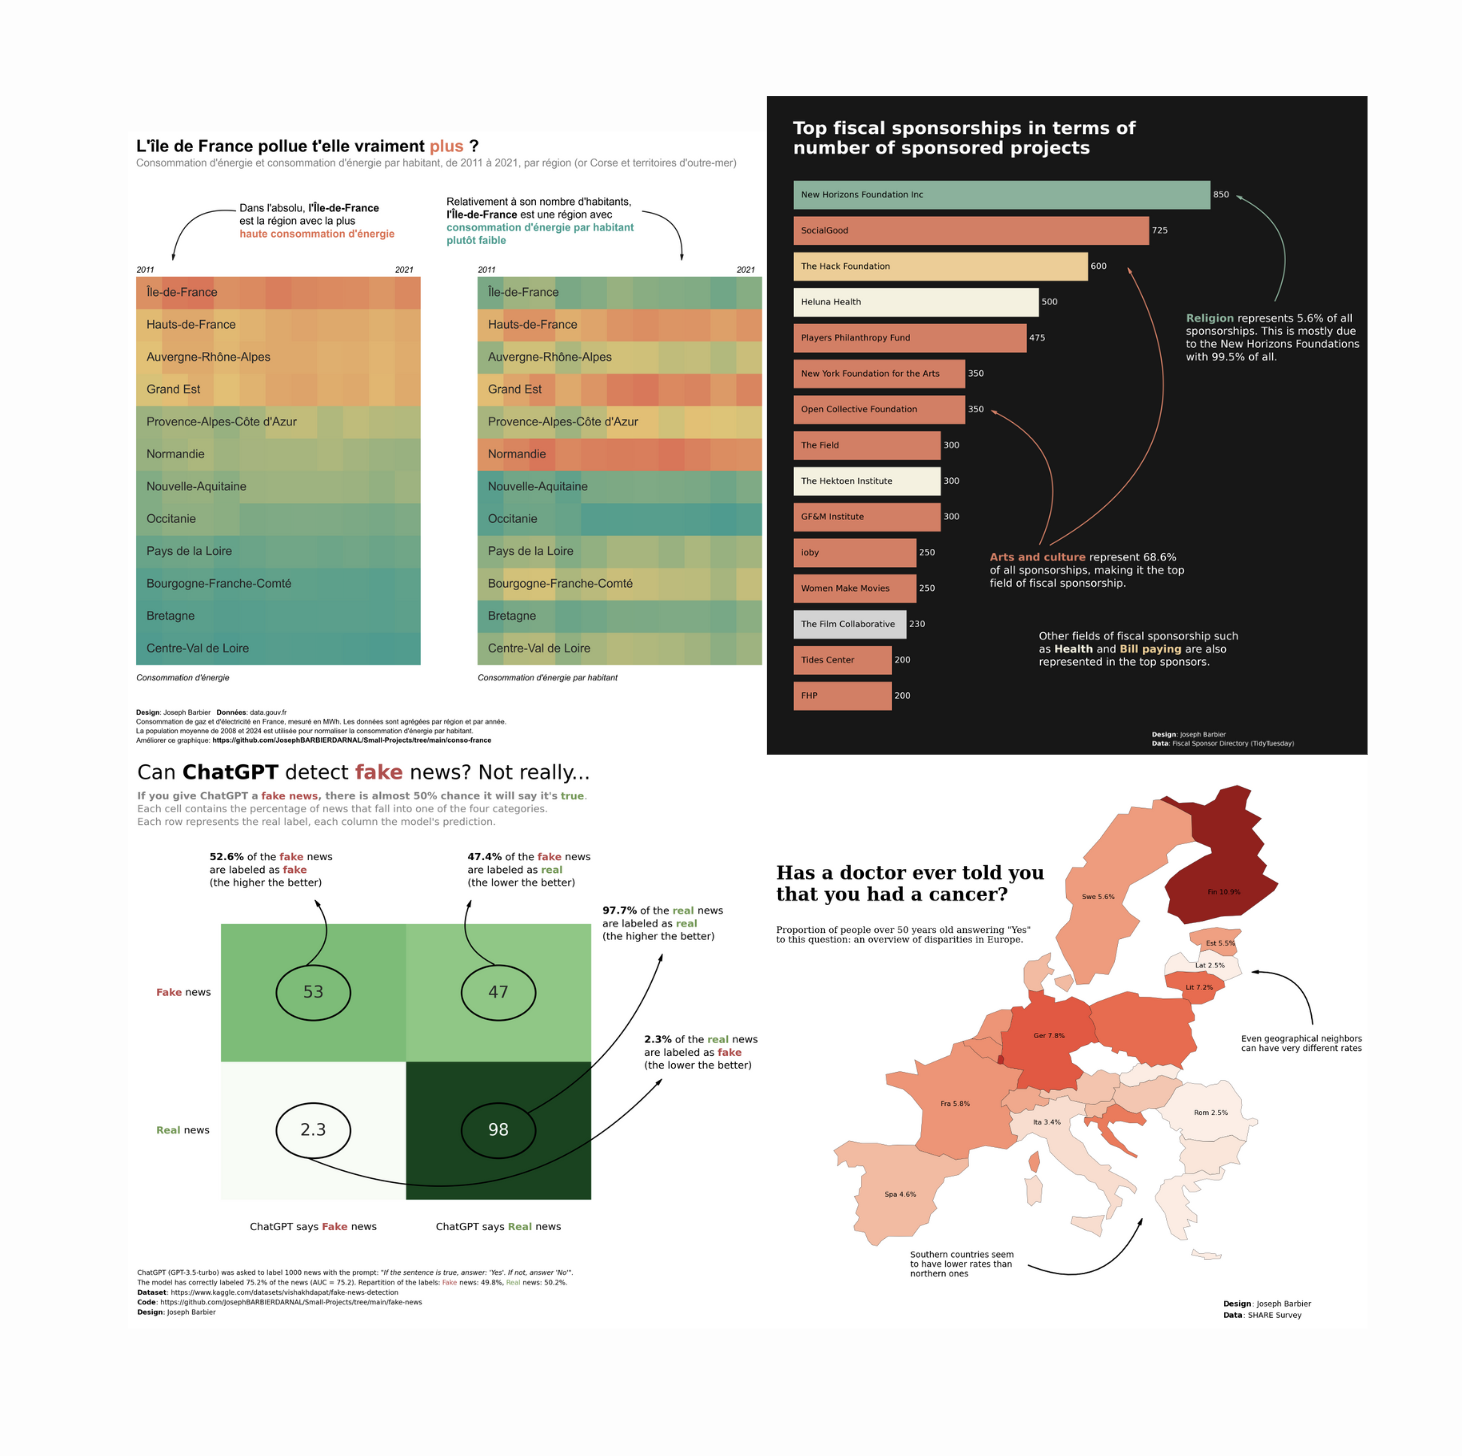 L'île de France pollue t'elle vraiment plus ?
Consommation d'énergie et consommation d'énergie par habitant, de 2011 à 2021, par région (or Corse et territoires d'outre-mer)
Dans l'absolu, l'Île-de-France
est la région avec la plus
haute consommation d'énergie
Relativement à son nombre d'habitants,
l'Île-de-France est une région avec
consommation d'énergie par habitant
plutôt faible
2011
2021
Île-de-France
Hauts-de-France
Auvergne-Rhône-Alpes
Grand Est
Provence-Alpes-Côte d'Azur
Normandie
Nouvelle-Aquitaine
Occitanie
Pays de la Loire
Bourgogne-Franche-Comté
Bretagne
Centre-Val de Loire
Consommation d'énergie
2011
2021
Île-de-France
Hauts-de-France
Auvergne-Rhône-Alpes
Grand Est
Provence-Alpes-Côte d'Azur
Normandie
Nouvelle-Aquitaine
Occitanie
Pays de la Loire
Bourgogne-Franche-Comté
Bretagne
Centre-Val de Loire
Consommation d'énergie par habitant
Design: Joseph Barbier Données: data.gouv.fr
Consommation de gaz et d'électricité en France, mesuré en MWh. Les données sont agrégées par région et par année.
La population moyenne de 2008 et 2024 est utilisée pour normaliser la consommation d'énergie par habitant.
Améliorer ce graphique: https://github.com/JosephBARBIERDARNAL/Small-Projects/tree/main/conso-france
Top fiscal sponsorships in terms of
number of sponsored projects
New Horizons Foundation Inc 850
SocialGood 725
The Hack Foundation 600
Heluna Health 500
Players Philanthropy Fund 475
New York Foundation for the Arts 350
Open Collective Foundation 350
The Field 300
The Hektoen Institute 300
GF&M Institute 300
ioby 250
Women Make Movies 250
The Film Collaborative 230
Tides Center 200
FHP 200
Religion represents 5.6% of all
sponsorships. This is mostly due
to the New Horizons Foundations
with 99.5% of all.
Arts and culture represent 68.6%
of all sponsorships, making it the top
field of fiscal sponsorship.
Other fields of fiscal sponsorship such
as Health and Bill paying are also
represented in the top sponsors.
Design: Joseph Barbier
Data: Fiscal Sponsor Directory (TidyTuesday)
Can ChatGPT detect fake news? Not really...
If you give ChatGPT a fake news, there is almost 50% chance it will say it's true.
Each cell contains the percentage of news that fall into one of the four categories.
Each row represents the real label, each column the model's prediction.
52.6% of the fake news
are labeled as fake
(the higher the better)
47.4% of the fake news
are labeled as real
(the lower the better)
97.7% of the real news
are labeled as real
(the higher the better)
2.3% of the real news
are labeled as fake
(the lower the better)
Fake news
53
47
Real news
2.3
98
ChatGPT says Fake news
ChatGPT says Real news
ChatGPT (GPT-3.5-turbo) was asked to label 1000 news with the prompt: "If the sentence is true, answer: 'Yes'. If not, answer 'No'".
The model has correctly labeled 75.2% of the news (AUC = 75.2). Repartition of the labels: Fake news: 49.8%, Real news: 50.2%.
Dataset: https://www.kaggle.com/datasets/vishakhdapat/fake-news-detection
Code: https://github.com/JosephBARBIERDARNAL/Small-Projects/tree/main/fake-news
Design: Joseph Barbier
Has a doctor ever told you
that you had a cancer?
Proportion of people over 50 years old answering "Yes"
to this question: an overview of disparities in Europe.
Swe 5.6%
Fin 10.9%
Est 5.5%
Lat 2.5%
Lit 7.2%
Ger 7.8%
Fra 5.8%
Ita 3.4%
Rom 2.5%
Spa 4.6%
Even geographical neighbors
can have very different rates
Southern countries seem
to have lower rates than
northern ones
Design: Joseph Barbier
Data: SHARE Survey